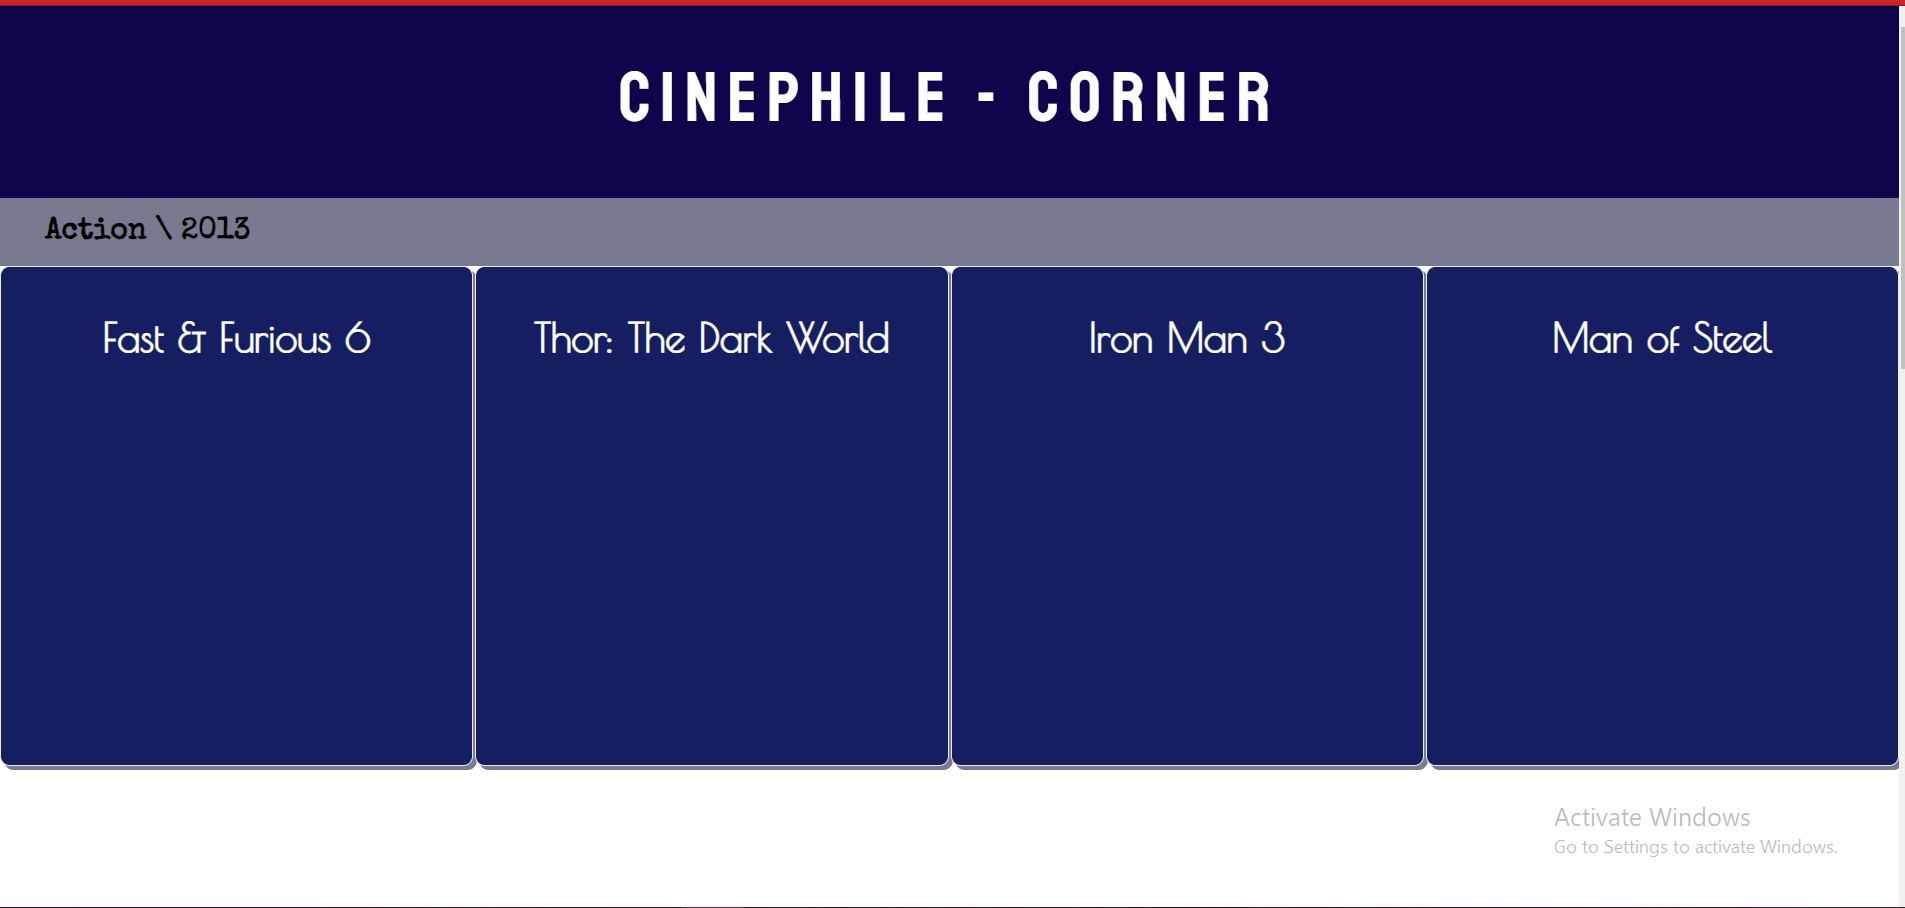 CINEPHILE - CORNER
Action \ 2013
Fast & Furious 6
Thor: The Dark World
Iron Man 3
Man of Steel
Activate Windows
Go to Settings to activate Windows.